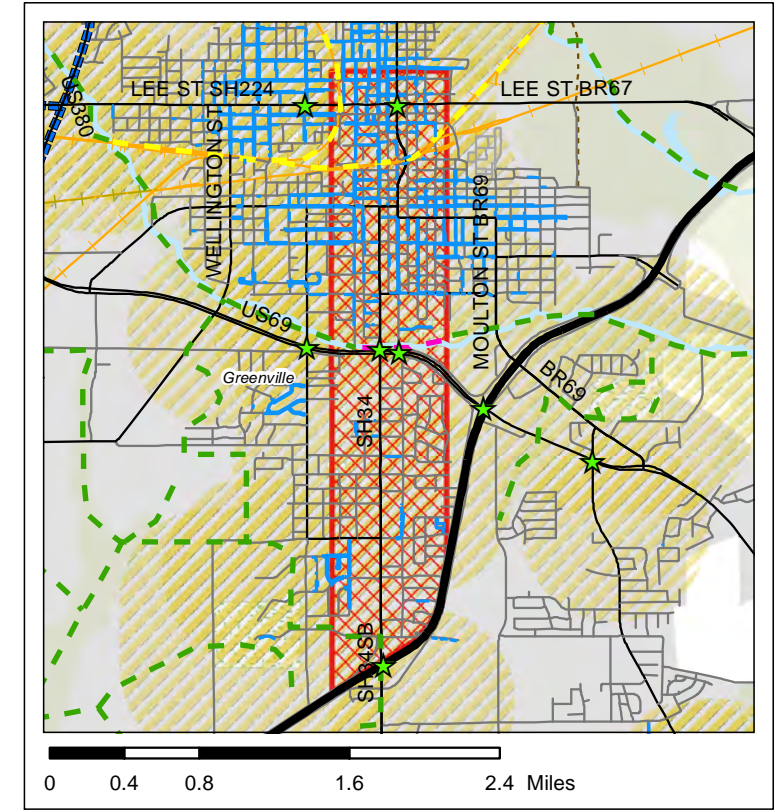 LEE ST SH224
LEE ST BR67
US380
WELLINGTON ST
MOULTON ST BR69
US69
Greenville
BR69
SH34
SH34SB
0 0.4 0.8 1.6 2.4 Miles